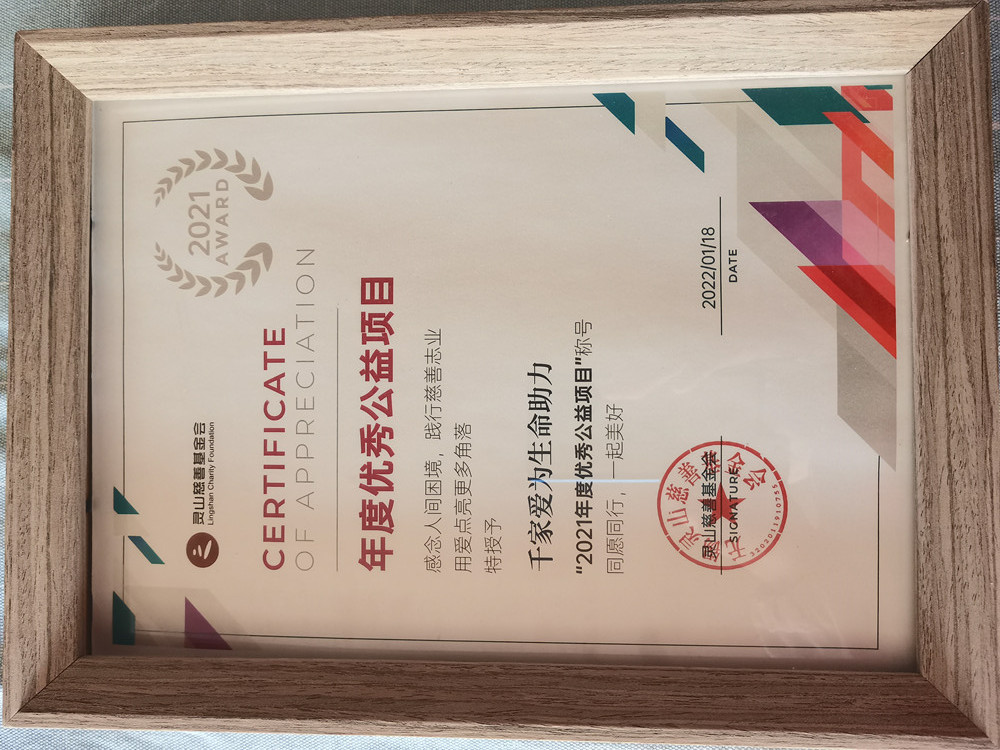 灵山慈善基金会
Lingshan Charity Foundation
2021
AWARD
CERTIFICATE
OF APPRECIATION
年度优秀公益项目
感念人间困境，践行慈善志业
用爱点亮更多角落
特授予
千家爱为生命助力
“2021年度优秀公益项目”称号
同愿同行，一起美好
灵山慈善基金会
SIGNATURE
2022/01/18
DATE
3202011910755